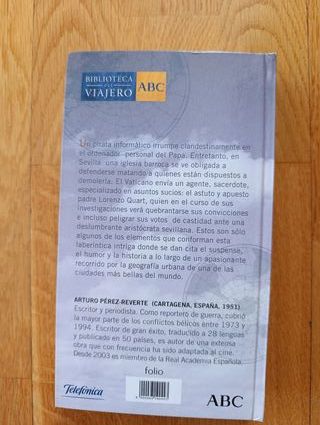 BIBLIOTECA
DEL
VIAJERO
ABC
Un pirata informático irrumpe clandestinamente en
el ordenador personal del Papa. Entretanto, en
Sevilla una iglesia barroca se ve obligada a
defenderse matando a quienes están dispuestos a
demolerla. El Vaticano envía un agente, sacerdote,
especializado en asuntos sucios: el astuto y apuesto
padre Lorenzo Quart, quien en el curso de sus
investigaciones verá quebrantarse sus convicciones
e incluso peligrar sus votos de castidad ante una
deslumbrante aristócrata sevillana. Estos son sólo
algunos de los elementos que conforman esta
laberíntica intriga donde se dan cita el suspense,
el humor y la historia a lo largo de un apasionante
recorrido por la geografía urbana de una de las
ciudades más bellas del mundo.
ARTURO PÉREZ-REVERTE (CARTAGENA, ESPAÑA, 1951)
Escritor y periodista. Como reportero de guerra, cubrió
la mayor parte de los conflictos bélicos entre 1973 y
1994. Escritor de gran éxito, traducido a 28 lenguas
y publicado en 50 países, es autor de una extensa
obra que con frecuencia ha sido adaptada al cine.
Desde 2003 es miembro de la Real Academia Española.
folio
Telefónica
ABC